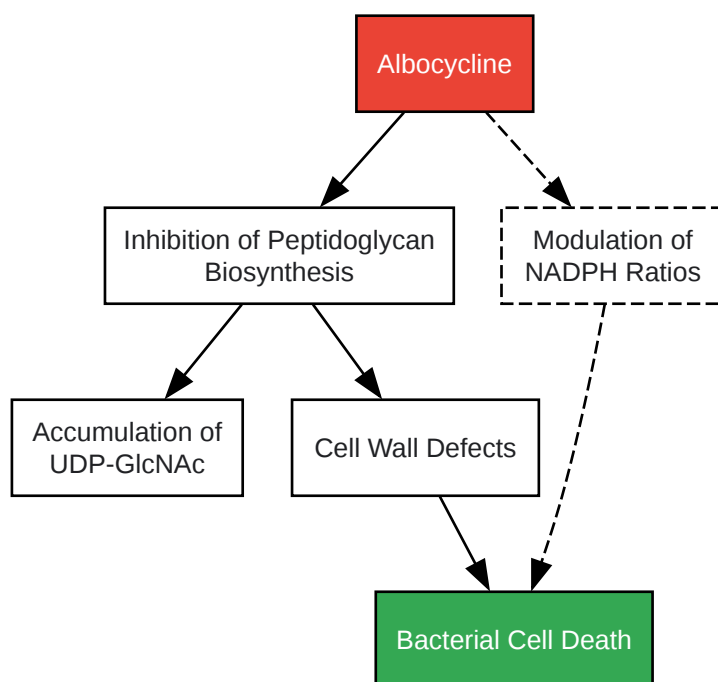 Albocycline
Inhibition of Peptidoglycan
Biosynthesis
Modulation of
NADPH Ratios
Accumulation of
UDP-GlcNAc
Cell Wall Defects
Bacterial Cell Death